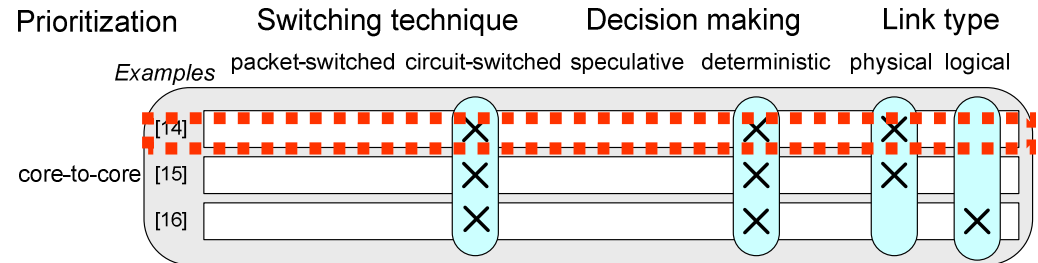 Prioritization Switching technique Decision making Link type
Examples packet-switched circuit-switched speculative deterministic physical logical
[14]
core-to-core [15]
[16]